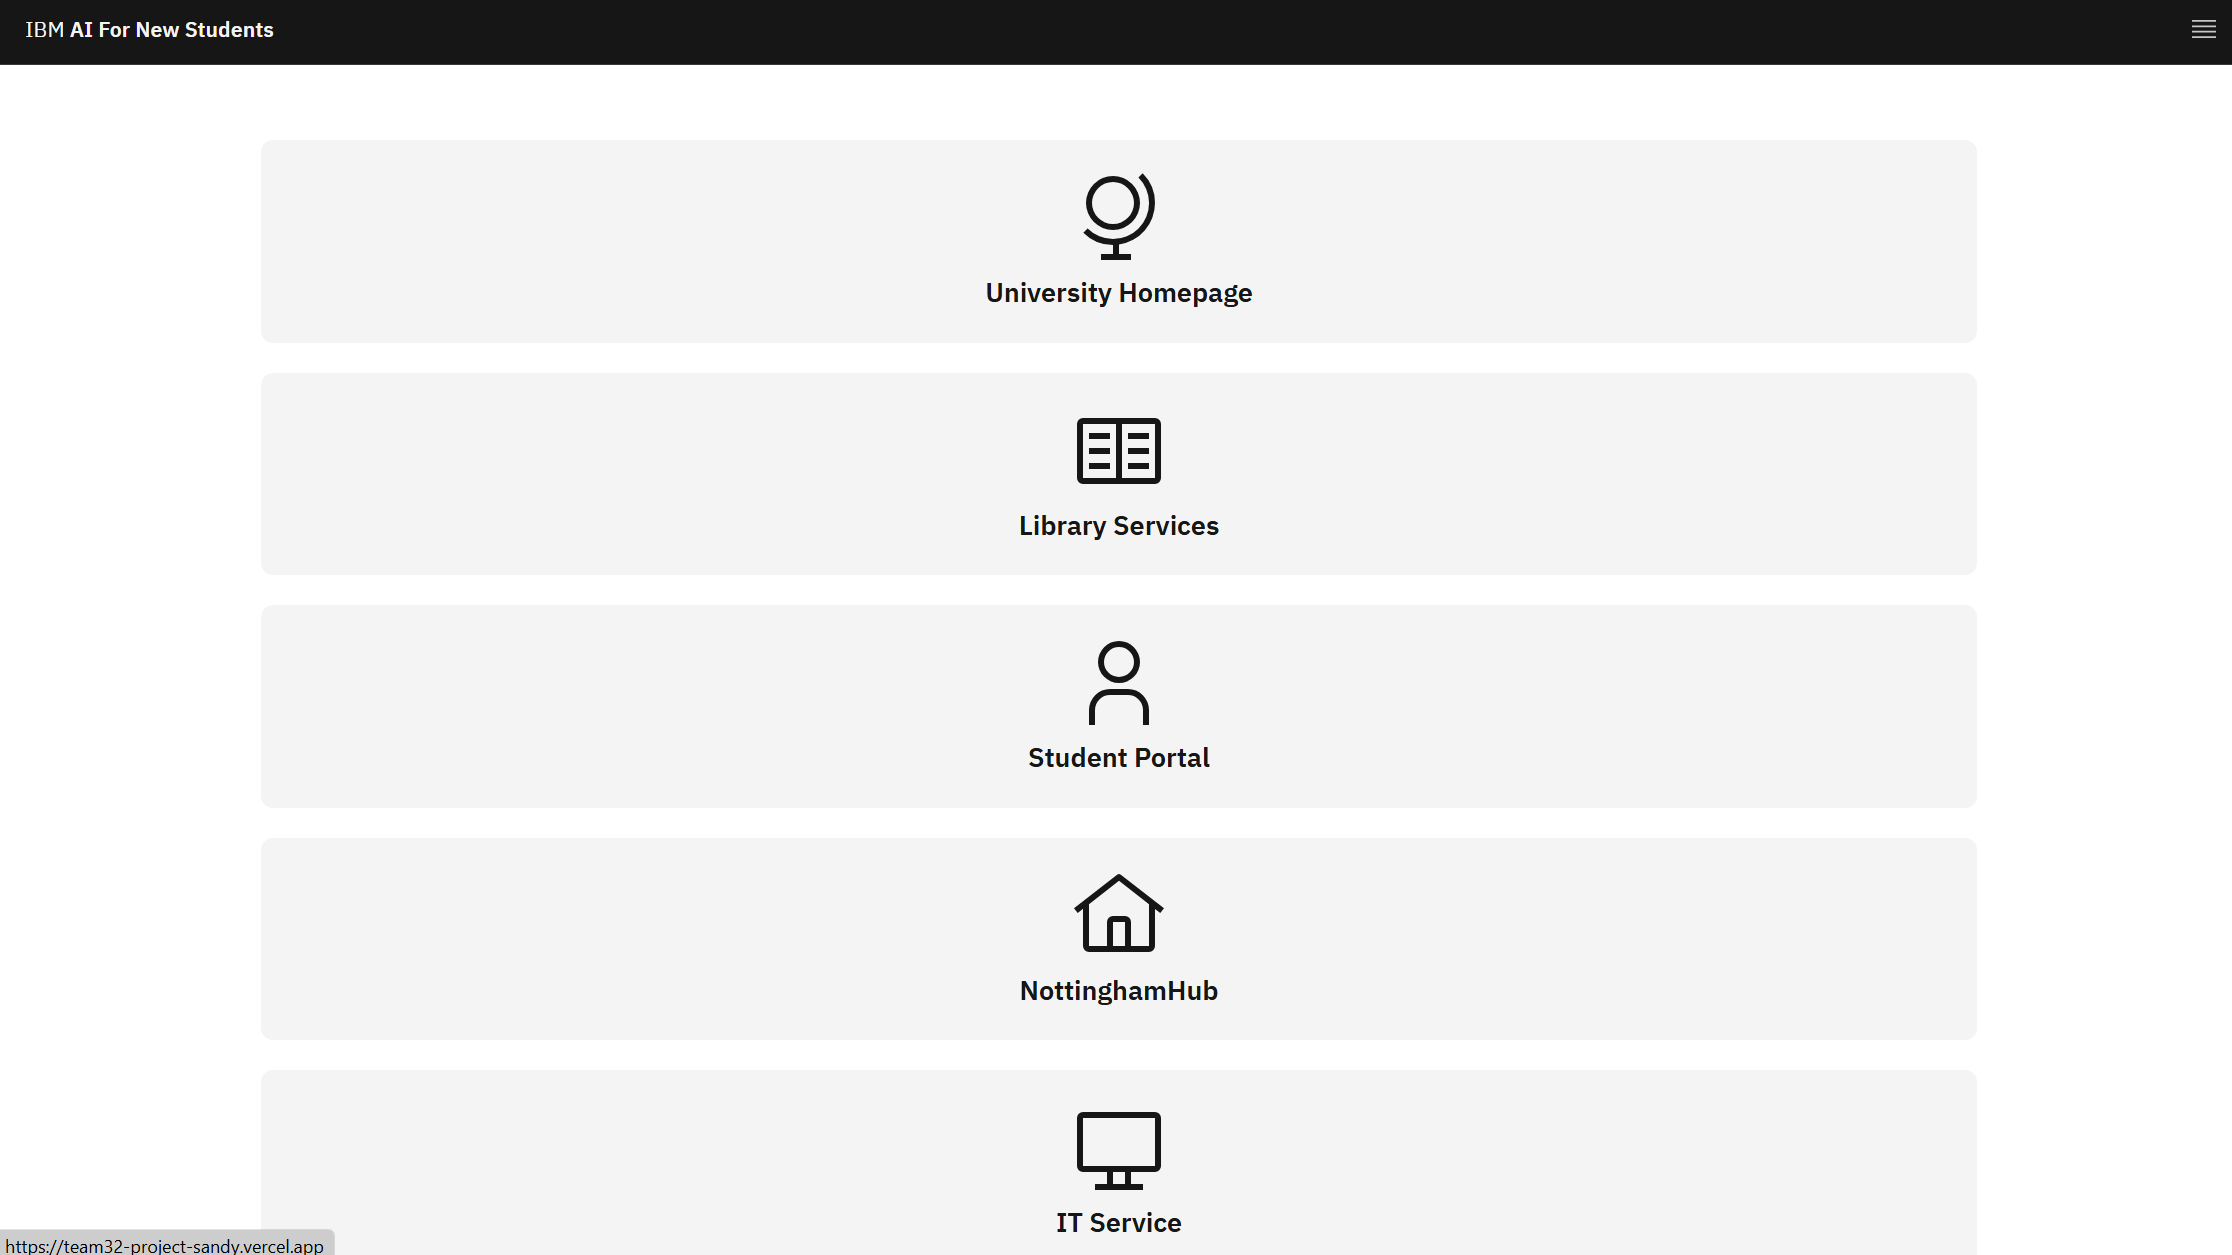 IBM AI For New Students
University Homepage
Library Services
Student Portal
NottinghamHub
IT Service
https://team32-project-sandy.vercel.app